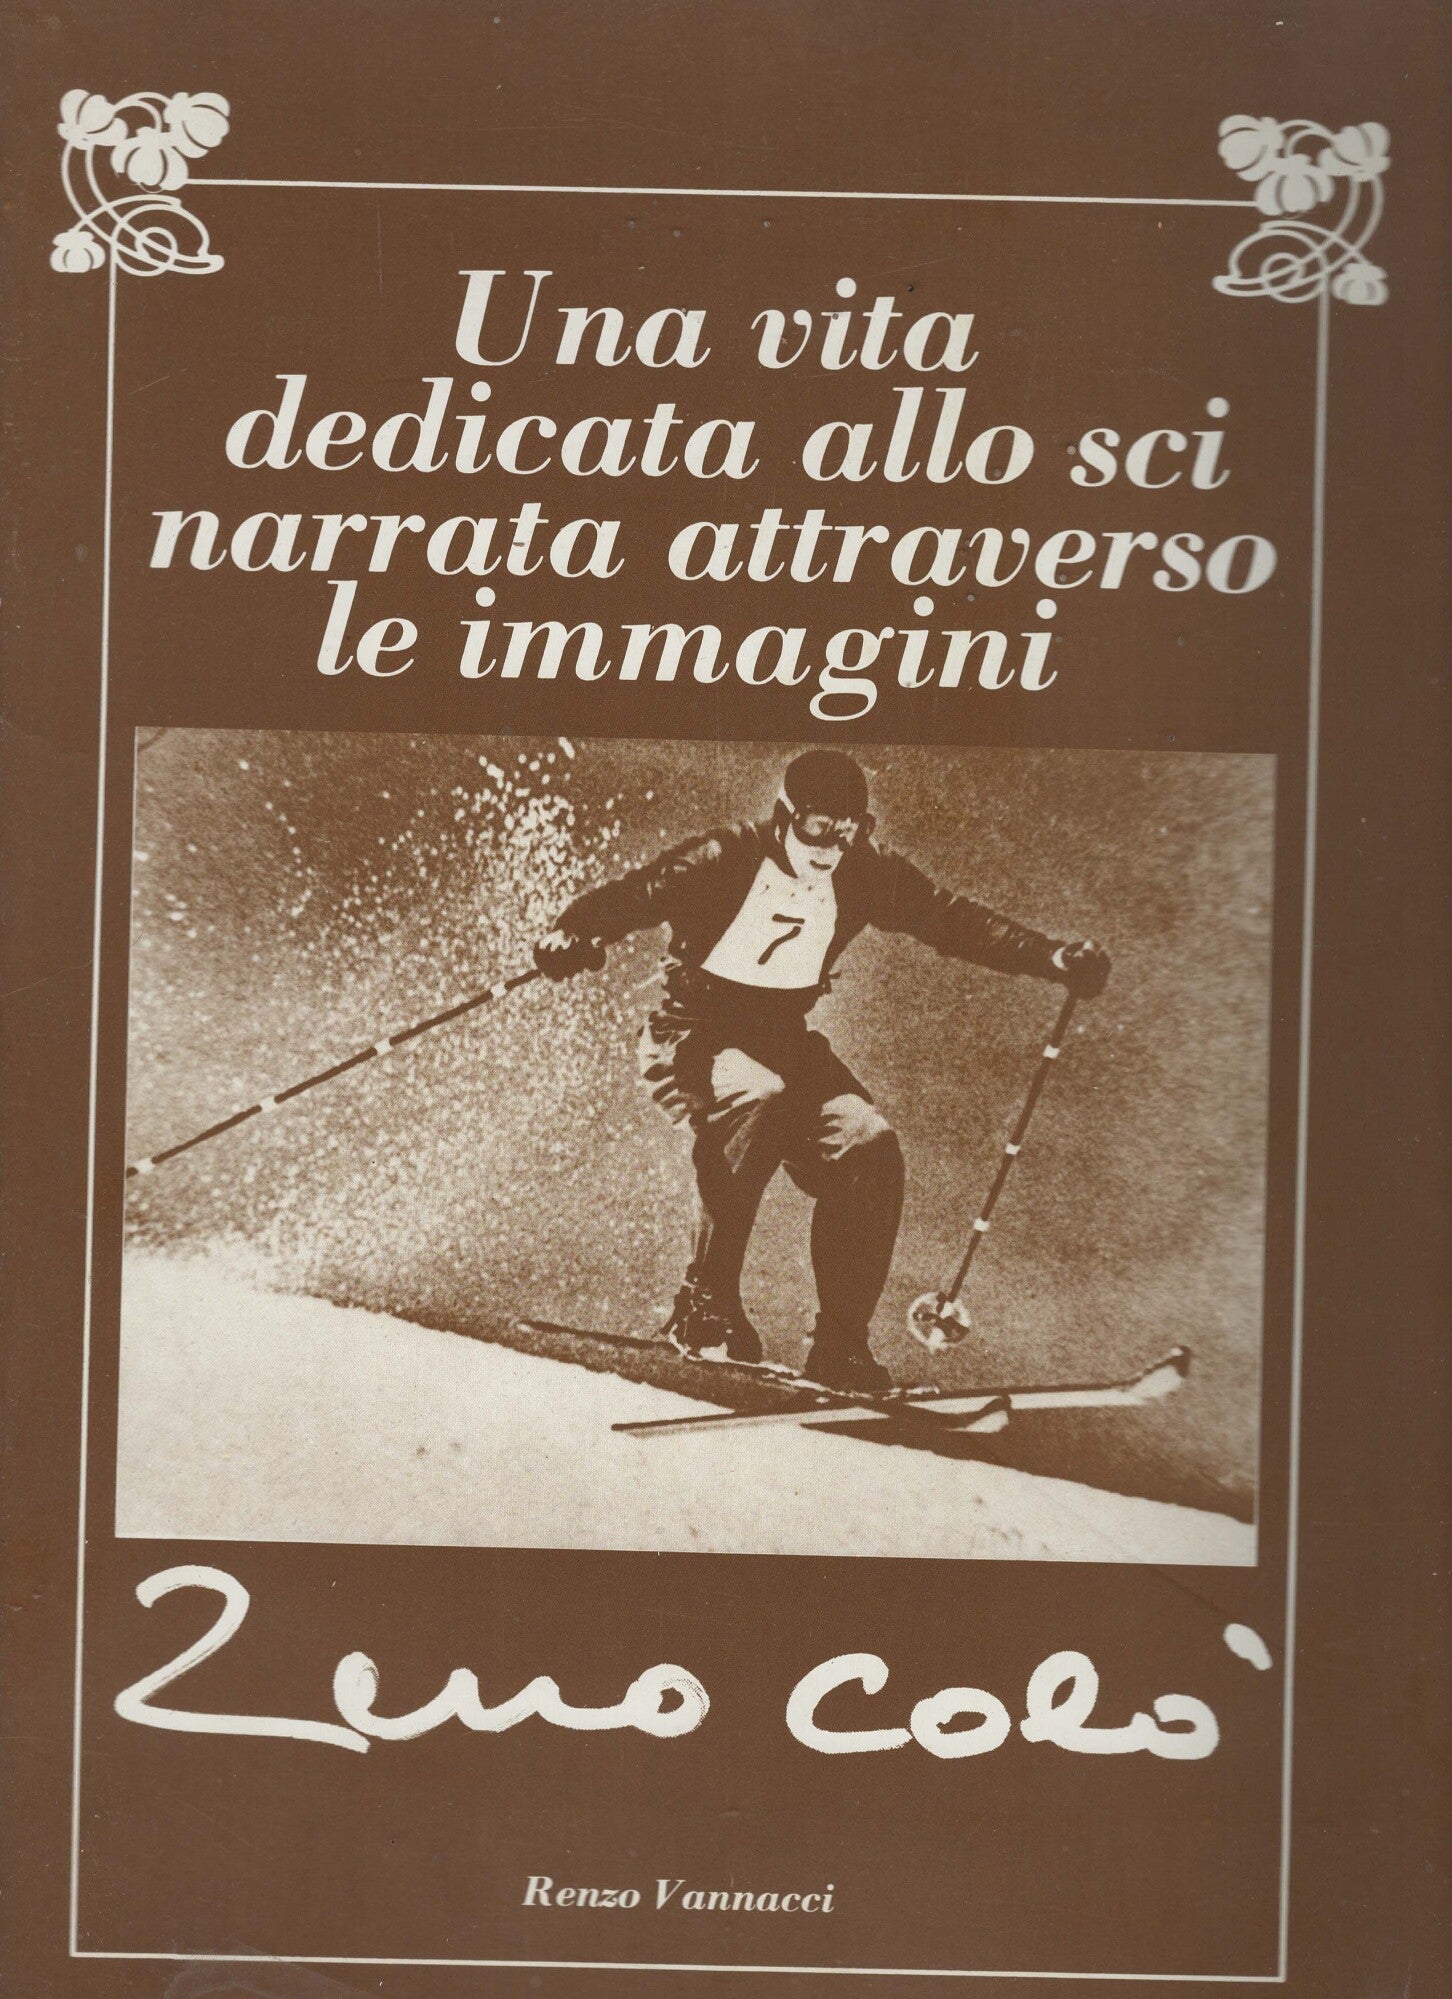 Una vita
dedicata allo sci
narrata attraverso
le immagini
7
Zeno Colò
Renzo Vannacci